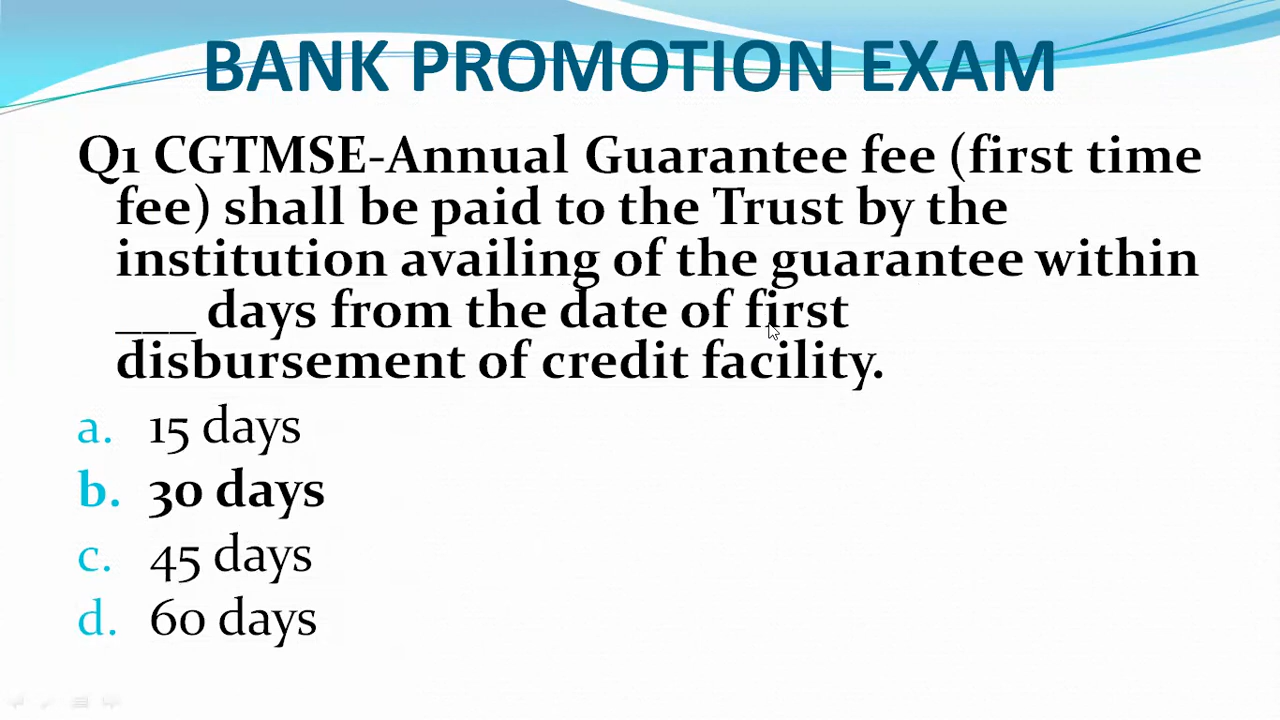 BANK PROMOTION EXAM
Q1 CGTMSE-Annual Guarantee fee (first time
fee) shall be paid to the Trust by the
institution availing of the guarantee within
___ days from the date of first
disbursement of credit facility.
a. 15 days
b. 30 days
c. 45 days
d. 60 days